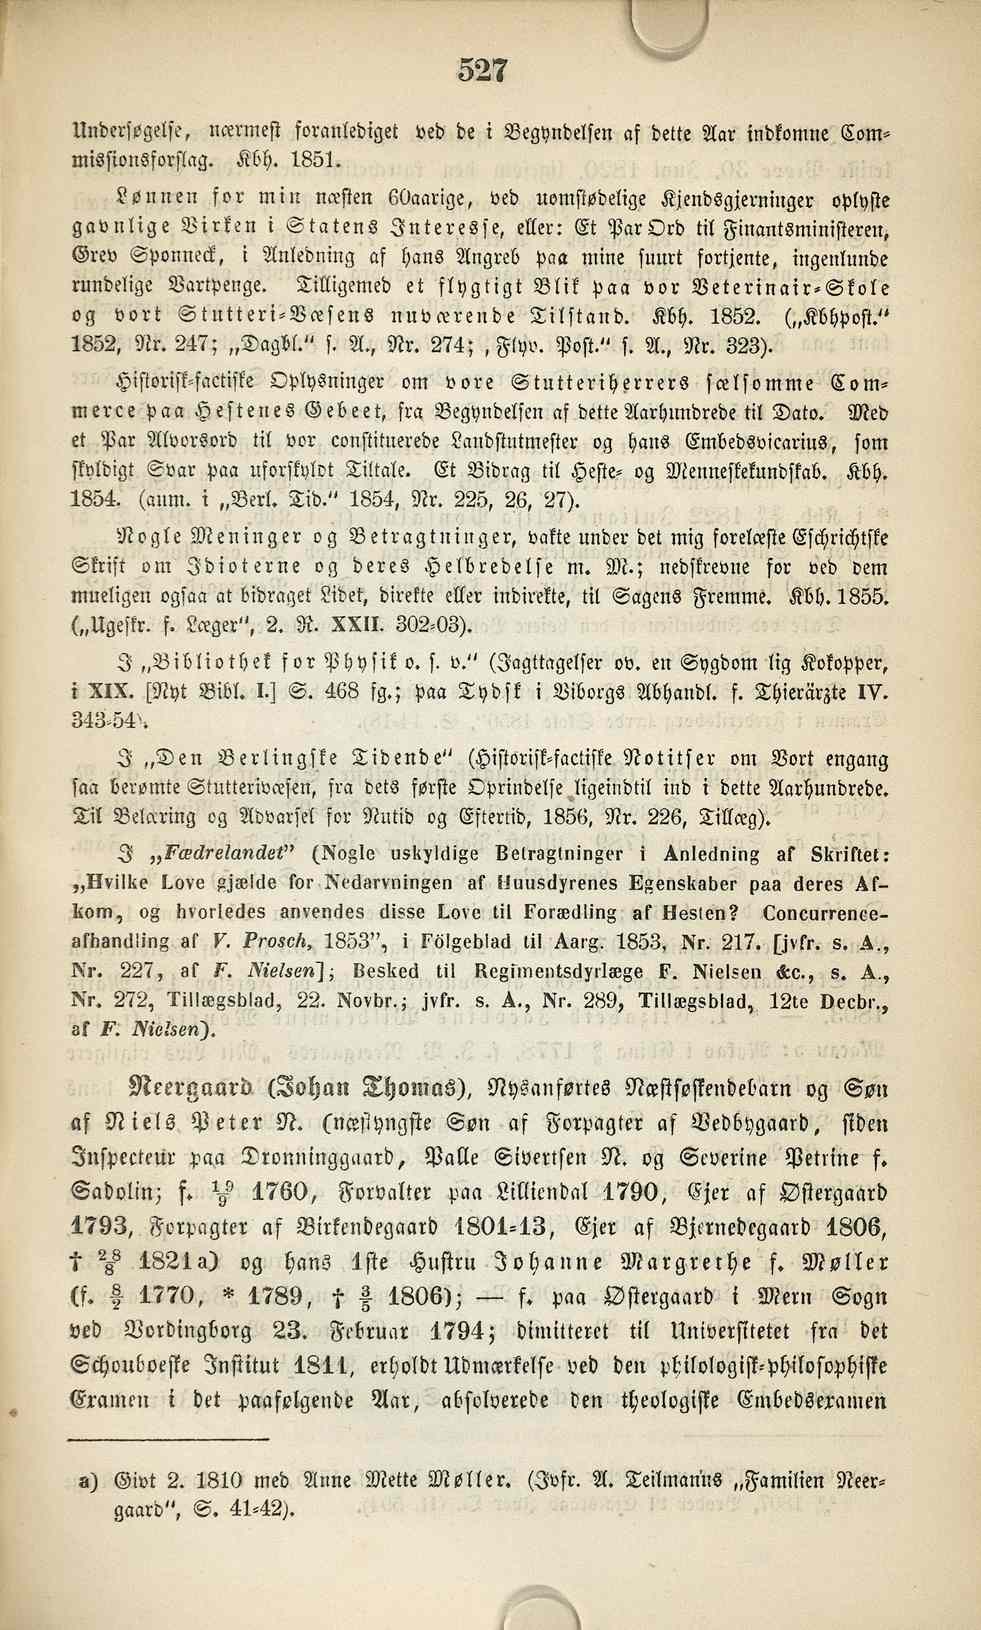 527
Undersøgelse, nærmest foranlediget ved de i Begyndelsen af dette Aar indkomne Com-
missionsforslag. Kbh. 1851.
Lønnen for min næsten 60aarige, ved uomstødelige Kjendsgjerninger oplyste
gavnlige Virken i Statens Interesse, eller: Et Par Ord til Finantsministeren,
Grev Sponneck, i Anledning af hans Angreb paa mine suurt fortjente, ingenlunde
rundelige Vartpenge. Tilligemed et flygtigt Blik paa vor Veterinair-Skole
og vort Stutteri-Væsens nuværende Tilstand. Kbh. 1852. („Kbhpost.“
1852, Nr. 247; „Dagbl.“ s. A., Nr. 274; „Flyv. Post.“ s. A., Nr. 323).
Historisk-factiske Oplysninger om vore Stutteriherrers sælsomme Com-
merce paa Hestenes Gebeet, fra Begyndelsen af dette Aarhundrede til Dato. Med
et Par Alvorsord til vor constituerede Landstutmester og hans Embedsvicarius, som
skyldigt Svar paa uforskyldt Tiltale. Et Bidrag til Heste- og Menneskekundskab. Kbh.
1854. (anm. i „Berl. Tid.“ 1854, Nr. 225, 26, 27).
Nogle Meninger og Betragtninger, vakte under det mig forelæste Eschrichtske
Skrift om Idioterne og deres Helbredelse m. M.; nedskrevne for ved dem
mueligen ogsaa at bidraget Lidet, direkte eller indirekte, til Sagens Fremme. Kbh. 1855.
(„Ugeskr. f. Læger“, 2. R. XXII. 302-03).
I „Bibliothek for Physik o. s. v.“ (Jagttagelser ov. en Sygdom lig Kokopper,
i XIX. [Nyt Bibl. I.] S. 468 fg.; paa Tydsk i Viborgs Abhandl. f. Thierärzte IV.
343-54).
I „Den Berlingske Tidende“ (Historisk-factiske Notitser om Vort engang
saa berømte Stutterivæsen, fra dets første Oprindelse ligeindtil ind i dette Aarhundrede.
Til Belæring og Advarsel for Nutid og Eftertid, 1856, Nr. 226, Tillæg).
I „Fædrelandet” (Nogle uskyldige Betragtninger i Anledning af Skriftet:
„Hvilke Love gjælde for Nedarvningen af Huusdyrenes Egenskaber paa deres Af-
kom, og hvorledes anvendes disse Love til Forædling af Hesten? Concurrence-
afhandling af V. Prosch, 1853”, i Fölgeblad til Aarg. 1853, Nr. 217. [jvfr. s. A.,
Nr. 227, af F. Nielsen]; Besked til Regimentsdyrlæge F. Nielsen &c., s. A.,
Nr. 272, Tillægsblad, 22. Novbr.; jvfr. s. A., Nr. 289, Tillægsblad, 12te Decbr.,
af F. Nielsen).
Neergaard (Johan Thomas), Nysanførtes Næstsøskendebarn og Søn
af Niels Peter N. (næstyngste Søn af Forpagter af Vedbygaard, siden
Inspecteur paa Dronninggaard, Palle Sivertsen N. og Severine Petrine f.
Sadolin; f. 19/9 1760, Forvalter paa Lilliendal 1790, Ejer af Østergaard
1793, Forpagter af Birkendegaard 1801-13, Ejer af Bjernedegaard 1806,
† 28/8 1821 a) og hans 1ste Hustru Johanne Margrethe f. Møller
(f. 8/2 1770, * 1789, † 3/5 1806); — f. paa Østergaard i Mern Sogn
ved Vordingborg 23. Februar 1794; dimitteret til Universitetet fra det
Schouboeske Institut 1811, erholdt Udmærkelse ved den philologisk-philosophiske
Examen i det paafølgende Aar, absolverede den theologiske Embedsexamen
a) Givt 2. 1810 med Anne Mette Møller. (Jvfr. A. Teilmanns „Familien Neer-
gaard“, S. 41-42).